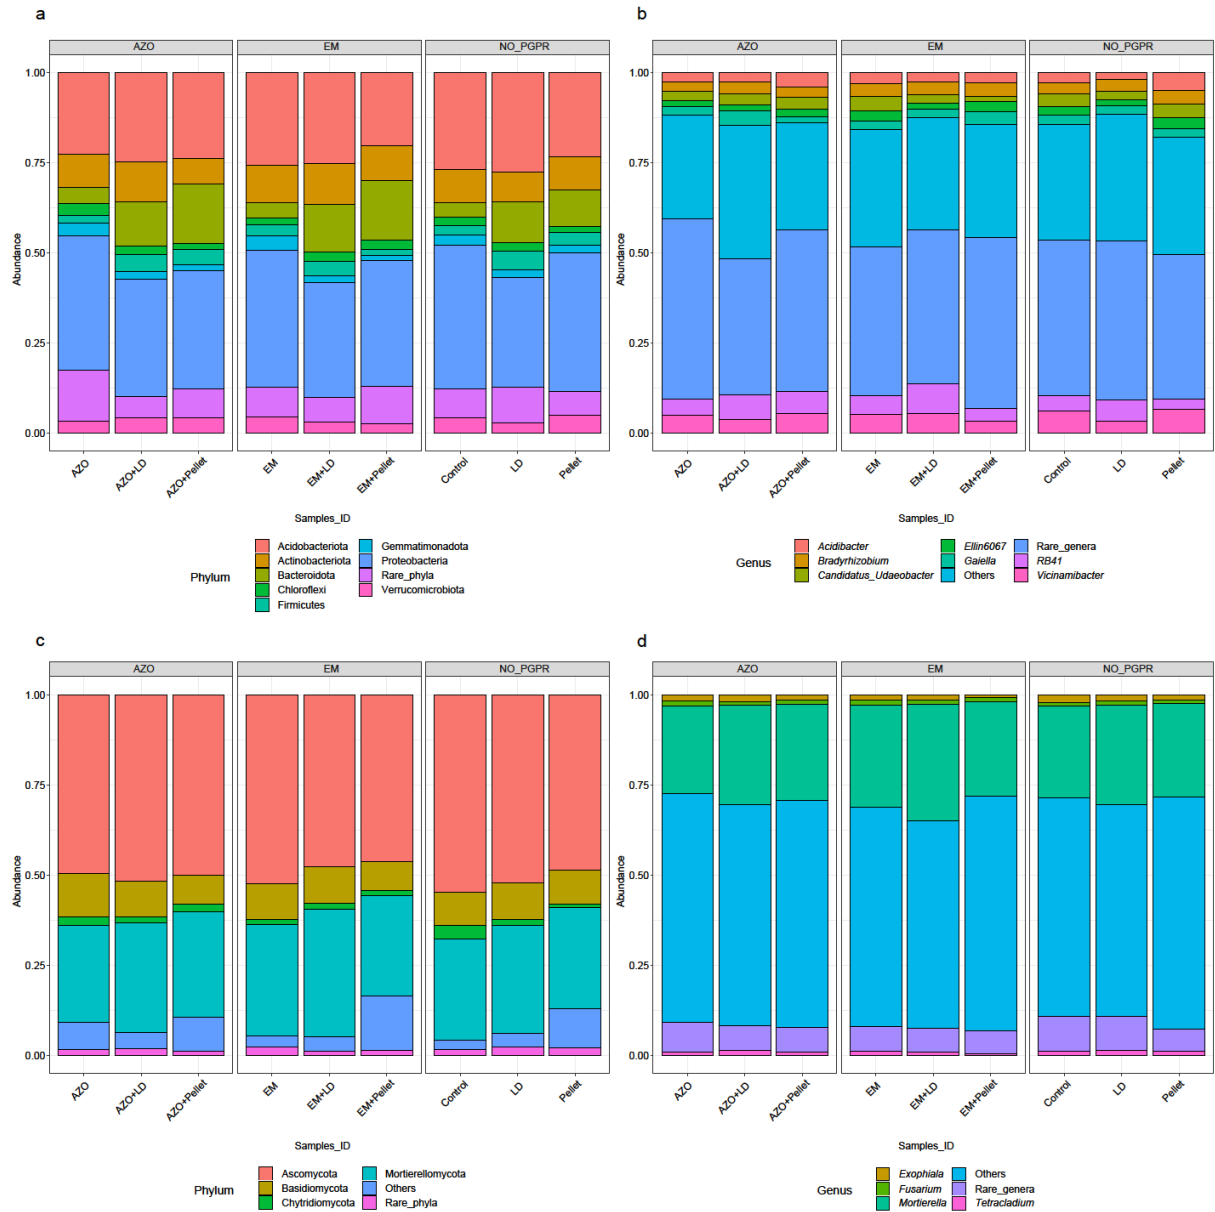 a
AZO EM NO_PGPR
1.00
0.75
0.50
0.25
0.00
Abundance
AZO AZO+LD AZO+Pellet EM EM+LD EM+Pellet Control LD Pellet
Samples_ID
Phylum
Acidobacteriota Gemmatimonadota
Actinobacteriota Proteobacteria
Bacteroidota Rare_phyla
Chloroflexi Verrucomicrobiota
Firmicutes
b
AZO EM NO_PGPR
1.00
0.75
0.50
0.25
0.00
Abundance
AZO AZO+LD AZO+Pellet EM EM+LD EM+Pellet Control LD Pellet
Samples_ID
Genus
Acidibacter Ellin6067 Rare_genera
Bradyrhizobium Gaiella RB41
Candidatus_Udaeobacter Others Vicinamibacter
c
AZO EM NO_PGPR
1.00
0.75
0.50
0.25
0.00
Abundance
AZO AZO+LD AZO+Pellet EM EM+LD EM+Pellet Control LD Pellet
Samples_ID
Phylum
Ascomycota Mortierellomycota
Basidiomycota Others
Chytridiomycota Rare_phyla
d
AZO EM NO_PGPR
1.00
0.75
0.50
0.25
0.00
Abundance
AZO AZO+LD AZO+Pellet EM EM+LD EM+Pellet Control LD Pellet
Samples_ID
Genus
Exophiala Others
Fusarium Rare_genera
Mortierella Tetracladium